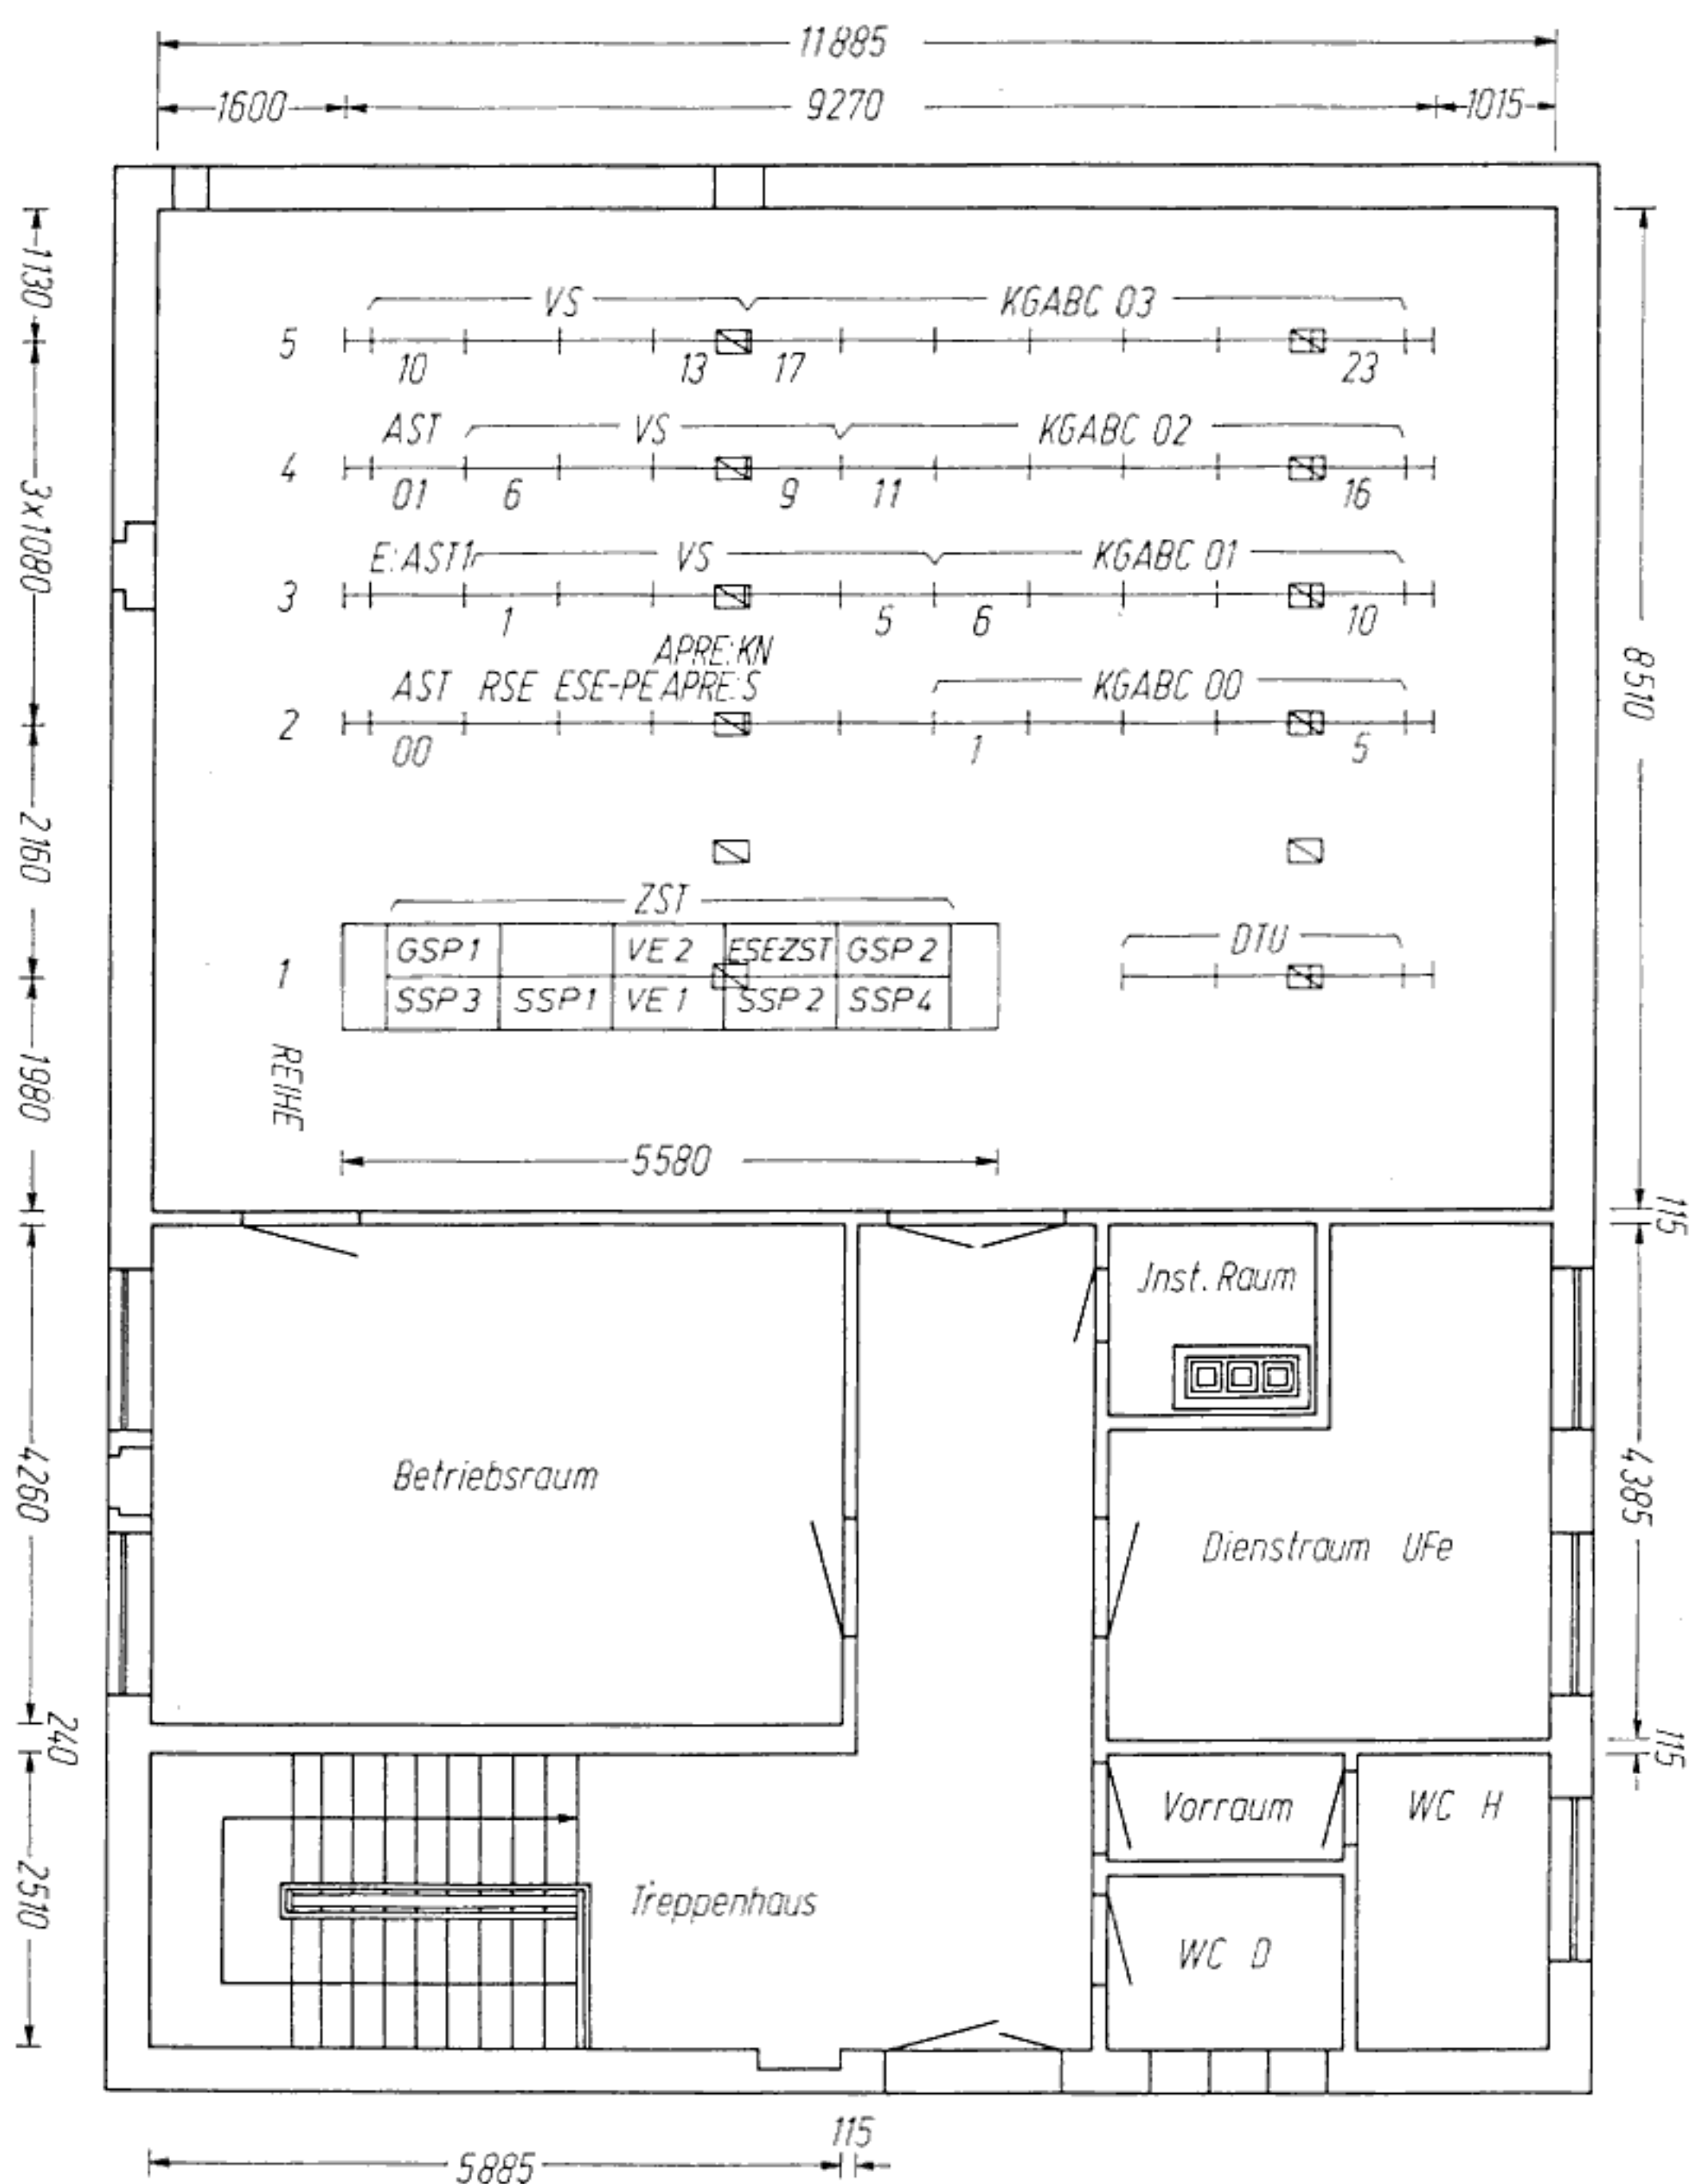 11885
1600 9270 1015
1130
3x1080
2160
1980
4260
240
2510
8510
115
4385
115
VS KGABC 03
5
10 13 17 23
AST VS KGABC 02
4
01 6 9 11 16
E:AST1 VS KGABC 01
3
1 5 6 10
APRE:KN
AST RSE ESE-PE APRE:S KGABC 00
2
00 1 5
ZST
GSP1 VE 2 ESE-ZST GSP 2 DTU
1
SSP 3 SSP 1 VE 1 SSP 2 SSP 4
REIHE
5580
Jnst. Raum
Betriebsraum
Dienstraum UFe
Vorraum WC H
Treppenhaus
WC D
115
5885